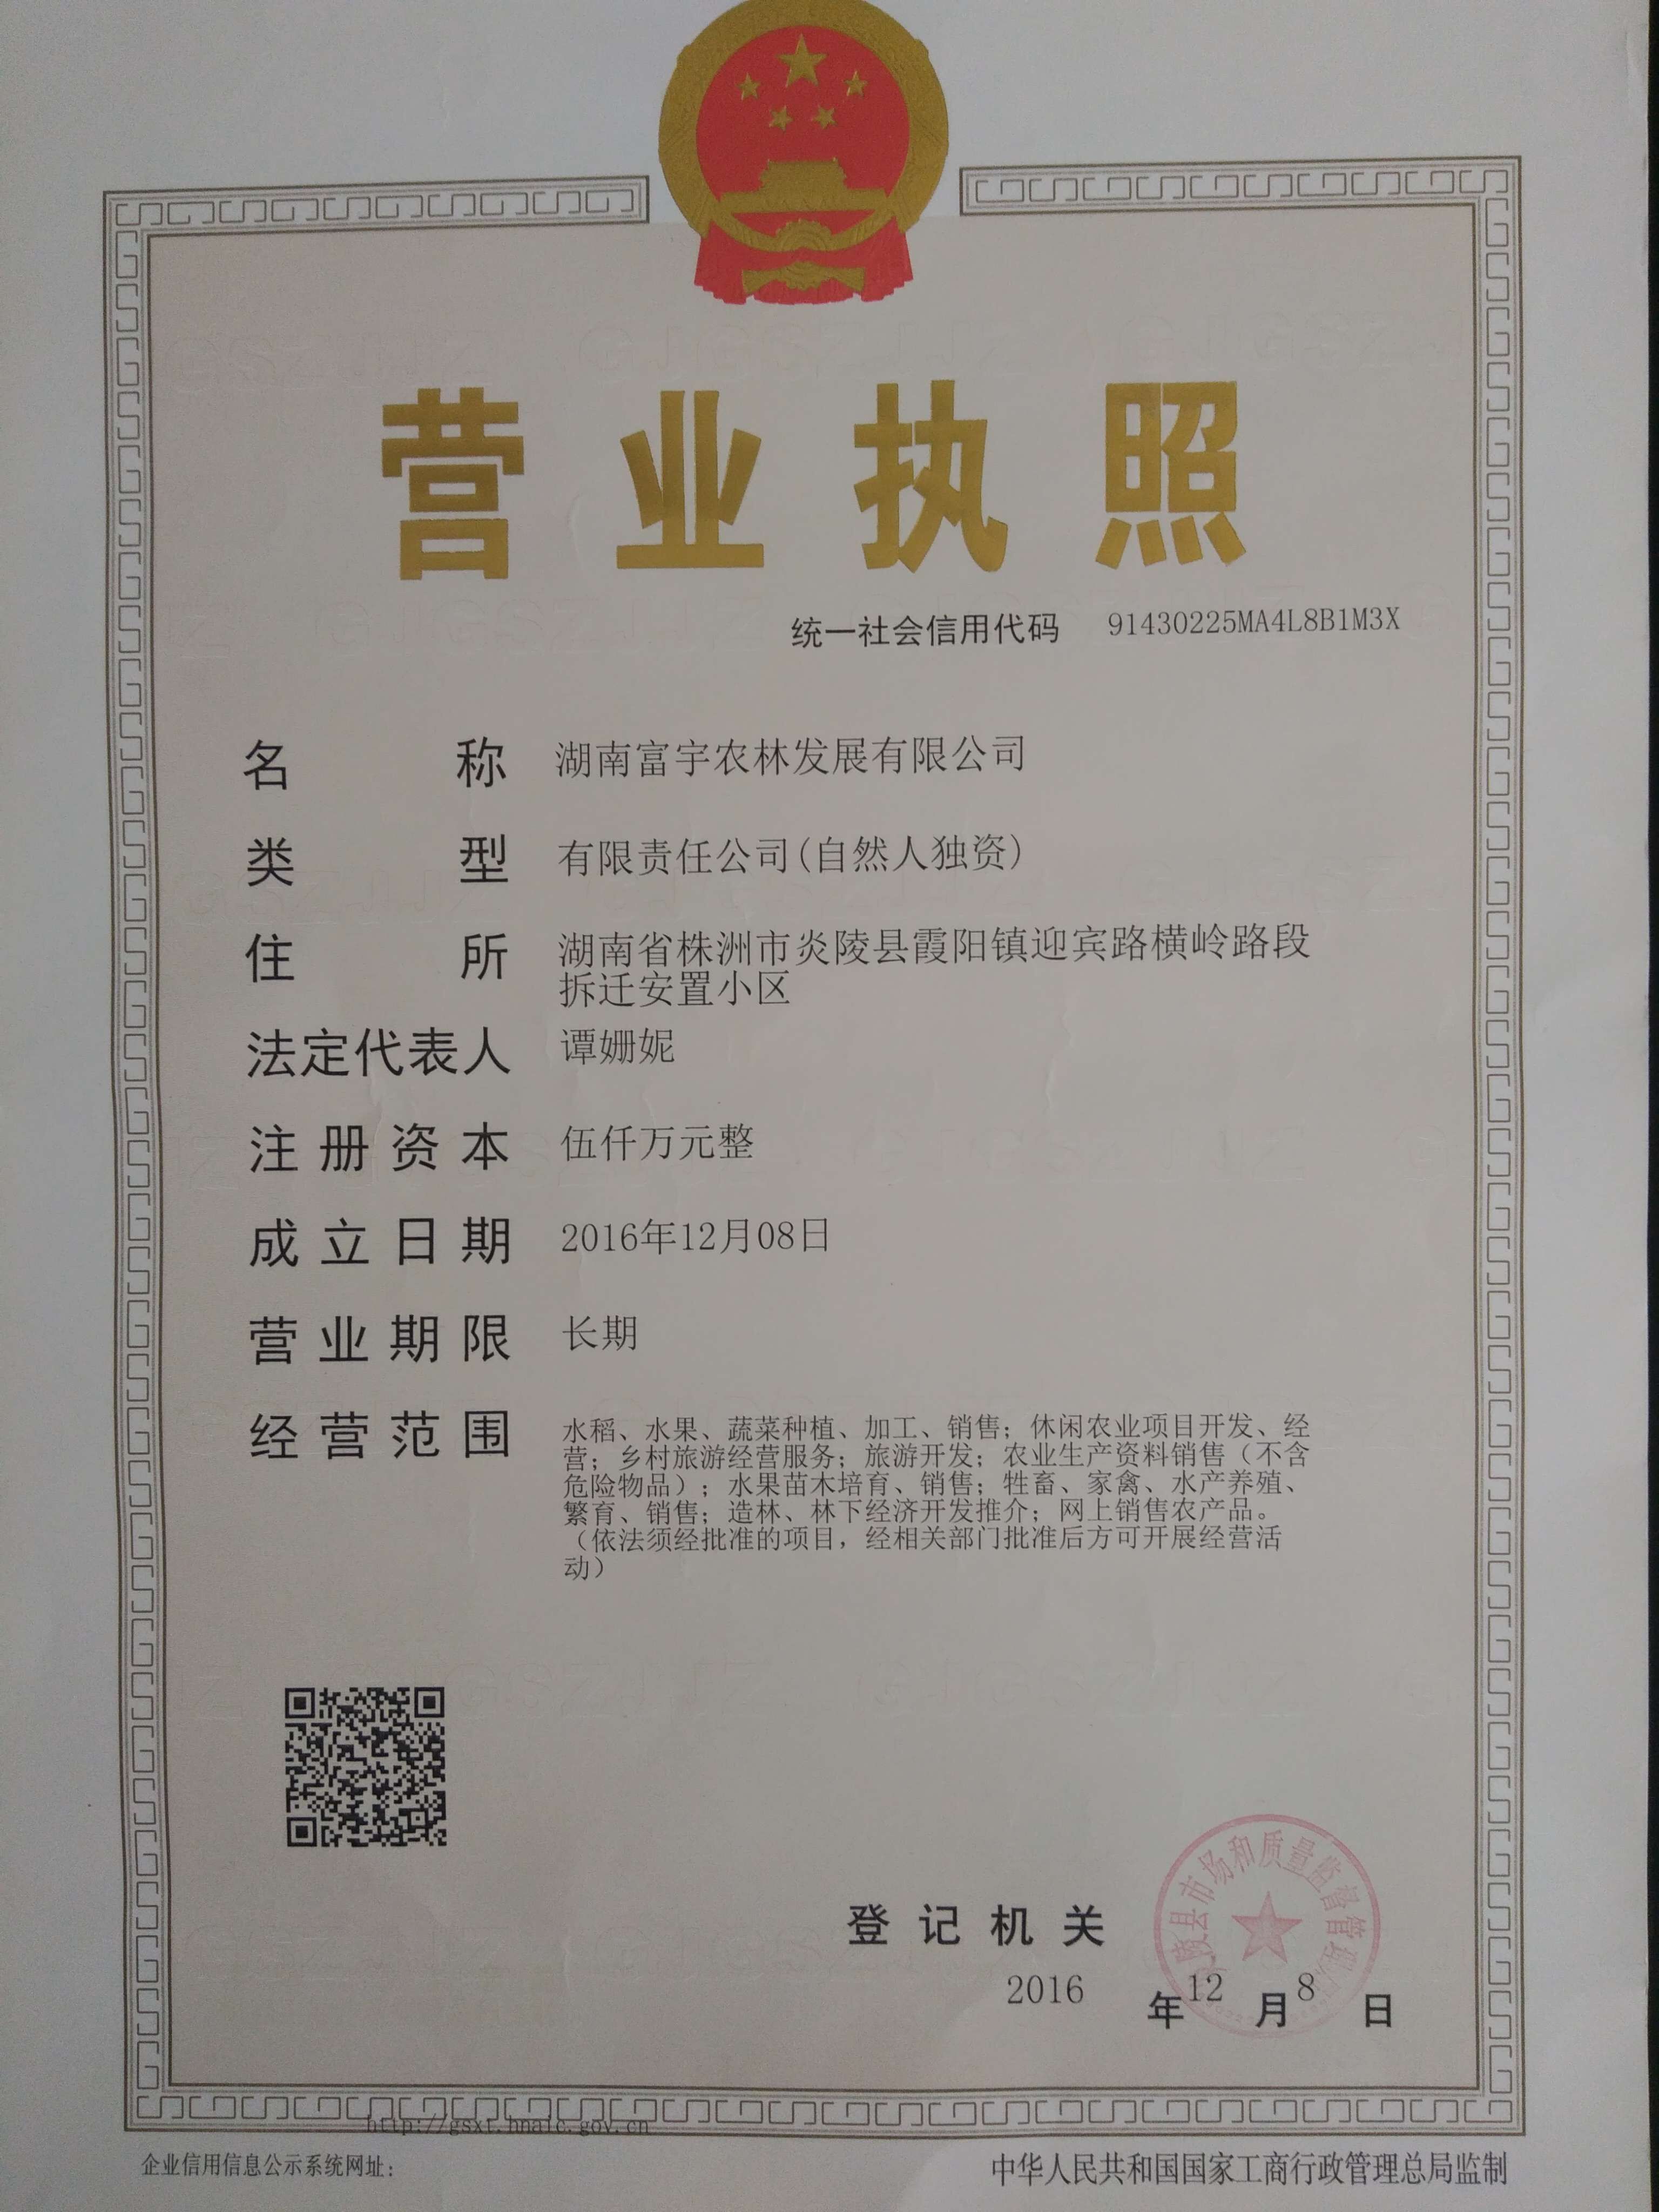 营业执照
统一社会信用代码 91430225MA4L8B1M3X
名称 湖南富宇农林发展有限公司
类型 有限责任公司(自然人独资)
住所 湖南省株洲市炎陵县霞阳镇迎宾路横岭路段
拆迁安置小区
法定代表人 谭姗妮
注册资本 伍仟万元整
成立日期 2016年12月08日
营业期限 长期
经营范围 水稻、水果、蔬菜种植、加工、销售；休闲农业项目开发、经
营；乡村旅游经营服务；旅游开发；农业生产资料销售（不含
危险物品）；水果苗木培育、销售；牲畜、家禽、水产养殖、
繁育、销售；造林、林下经济开发推介；网上销售农产品。
（依法须经批准的项目，经相关部门批准后方可开展经营活
动）
登记机关
陵县市场和质量监督管理
2016年12月8日
http://gsxt.hnaic.gov.cn
企业信用信息公示系统网址：
中华人民共和国国家工商行政管理总局监制